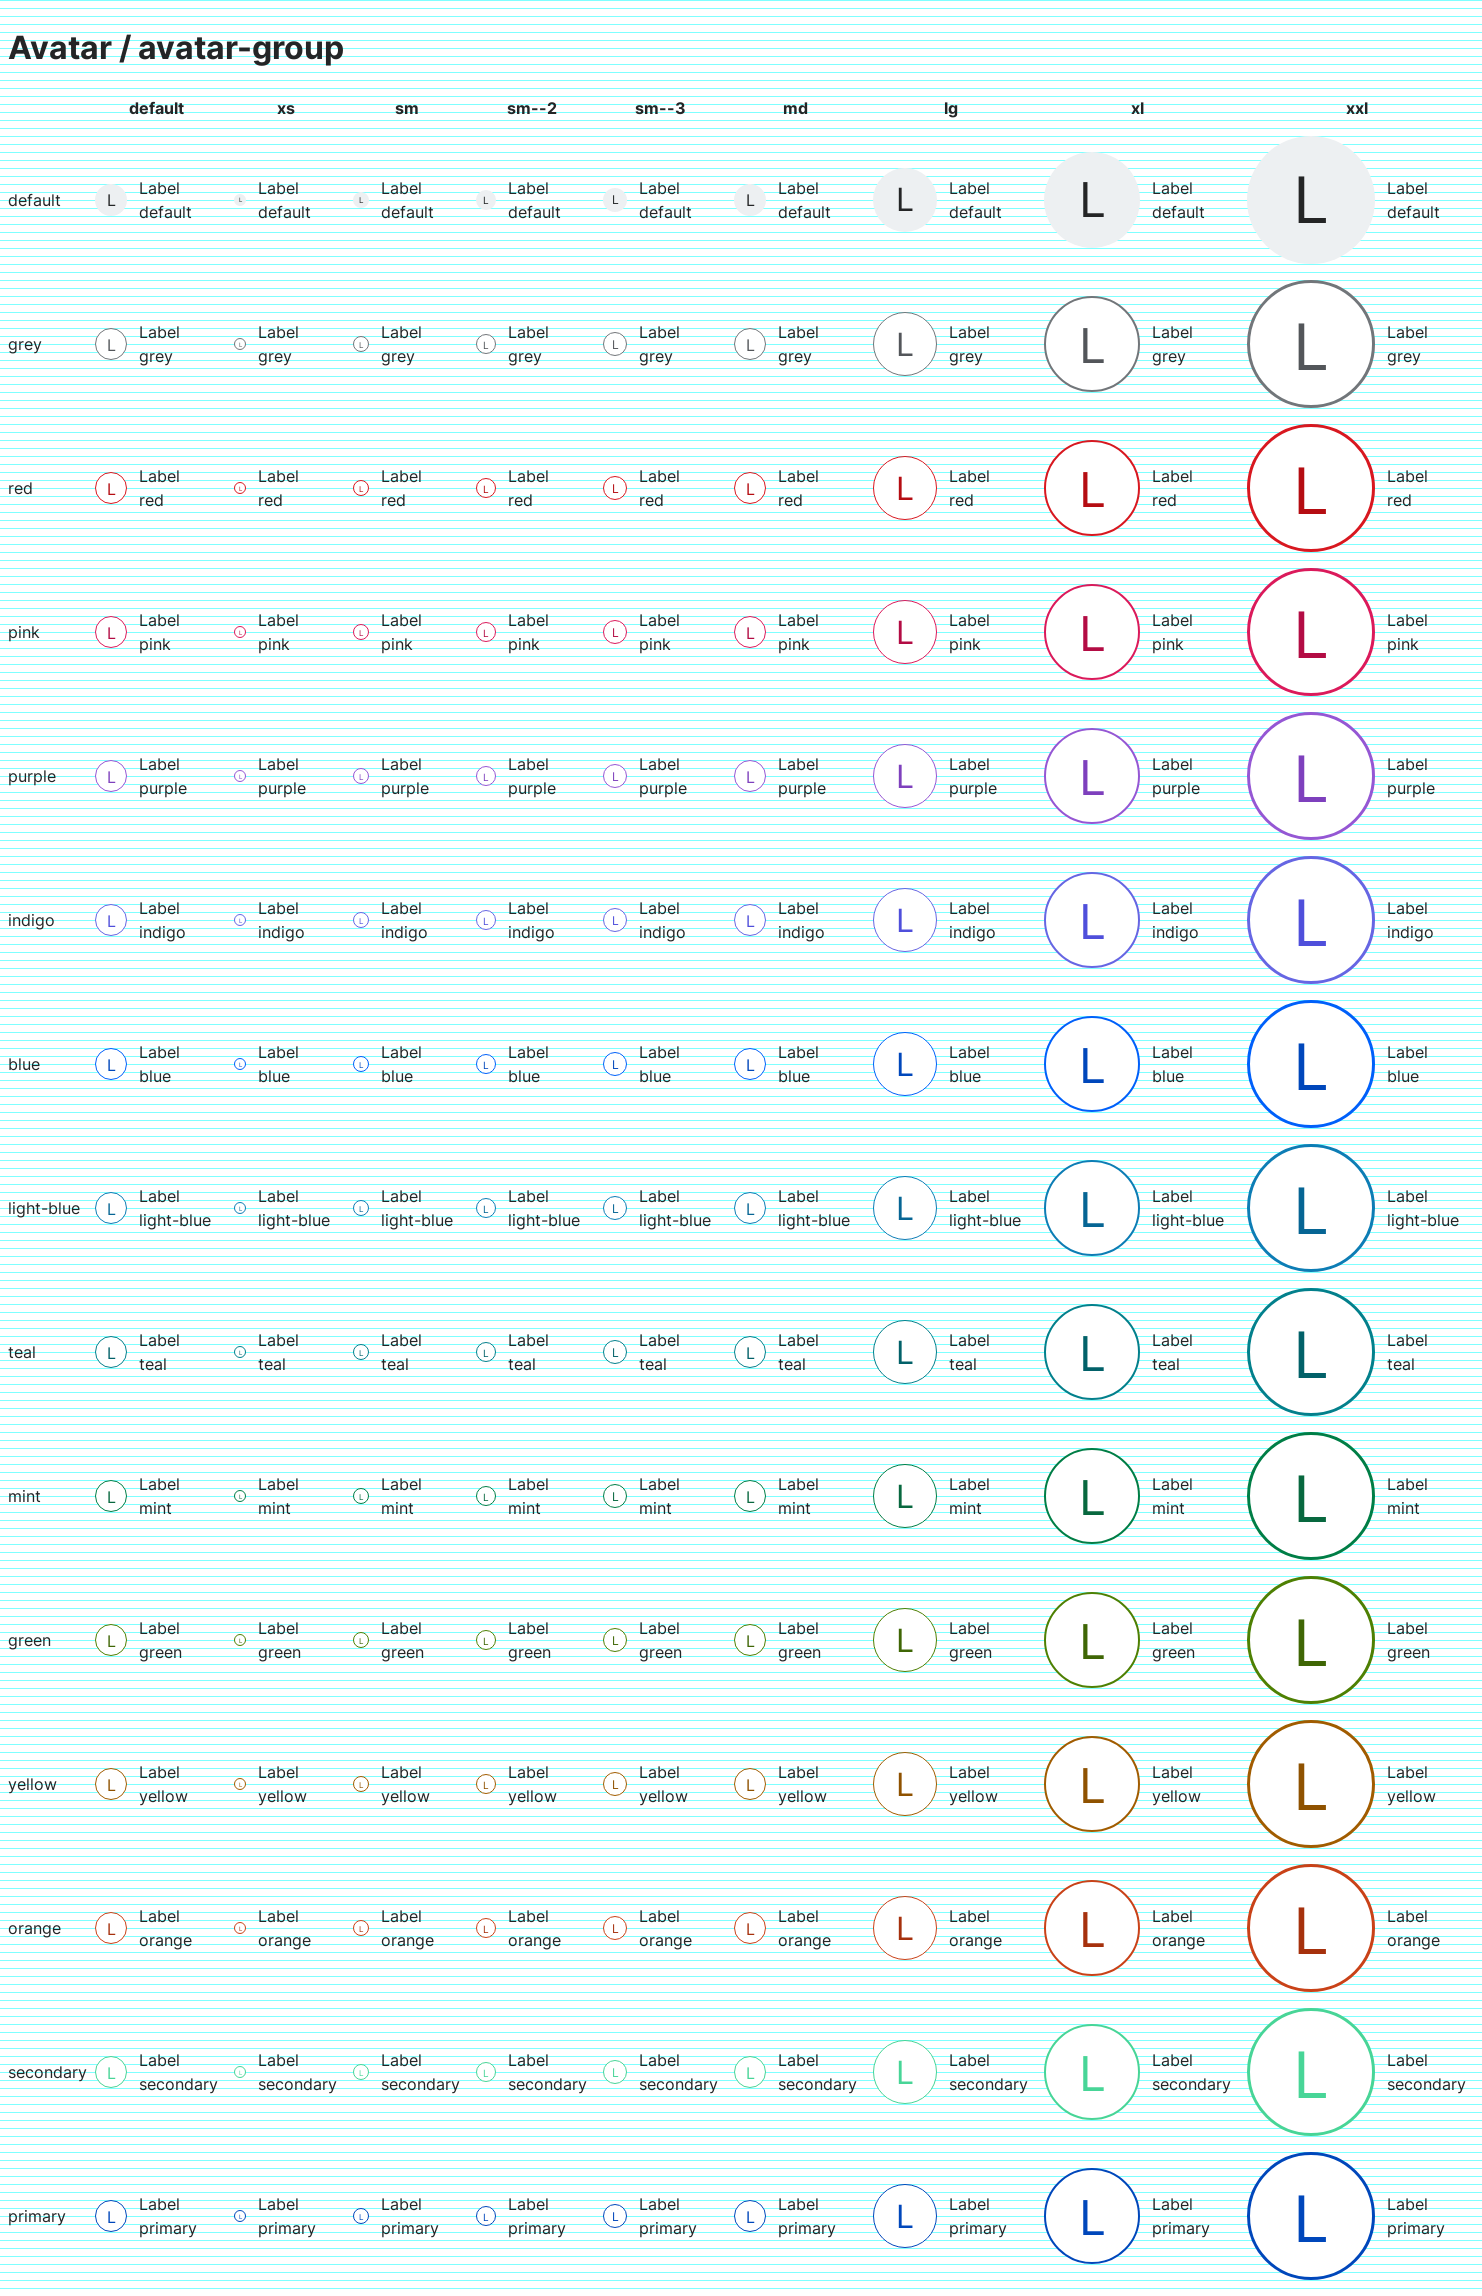 Avatar / avatar-group
default xs sm sm--2 sm--3 md lg xl xxl
default L Label default L Label default L Label default L Label default L Label default L Label default L Label default L Label default L Label default
grey L Label grey L Label grey L Label grey L Label grey L Label grey L Label grey L Label grey L Label grey L Label grey
red L Label red L Label red L Label red L Label red L Label red L Label red L Label red L Label red L Label red
pink L Label pink L Label pink L Label pink L Label pink L Label pink L Label pink L Label pink L Label pink L Label pink
purple L Label purple L Label purple L Label purple L Label purple L Label purple L Label purple L Label purple L Label purple L Label purple
indigo L Label indigo L Label indigo L Label indigo L Label indigo L Label indigo L Label indigo L Label indigo L Label indigo L Label indigo
blue L Label blue L Label blue L Label blue L Label blue L Label blue L Label blue L Label blue L Label blue L Label blue
light-blue L Label light-blue L Label light-blue L Label light-blue L Label light-blue L Label light-blue L Label light-blue L Label light-blue L Label light-blue L Label light-blue
teal L Label teal L Label teal L Label teal L Label teal L Label teal L Label teal L Label teal L Label teal L Label teal
mint L Label mint L Label mint L Label mint L Label mint L Label mint L Label mint L Label mint L Label mint L Label mint
green L Label green L Label green L Label green L Label green L Label green L Label green L Label green L Label green L Label green
yellow L Label yellow L Label yellow L Label yellow L Label yellow L Label yellow L Label yellow L Label yellow L Label yellow L Label yellow
orange L Label orange L Label orange L Label orange L Label orange L Label orange L Label orange L Label orange L Label orange L Label orange
secondary L Label secondary L Label secondary L Label secondary L Label secondary L Label secondary L Label secondary L Label secondary L Label secondary L Label secondary
primary L Label primary L Label primary L Label primary L Label primary L Label primary L Label primary L Label primary L Label primary L Label primary